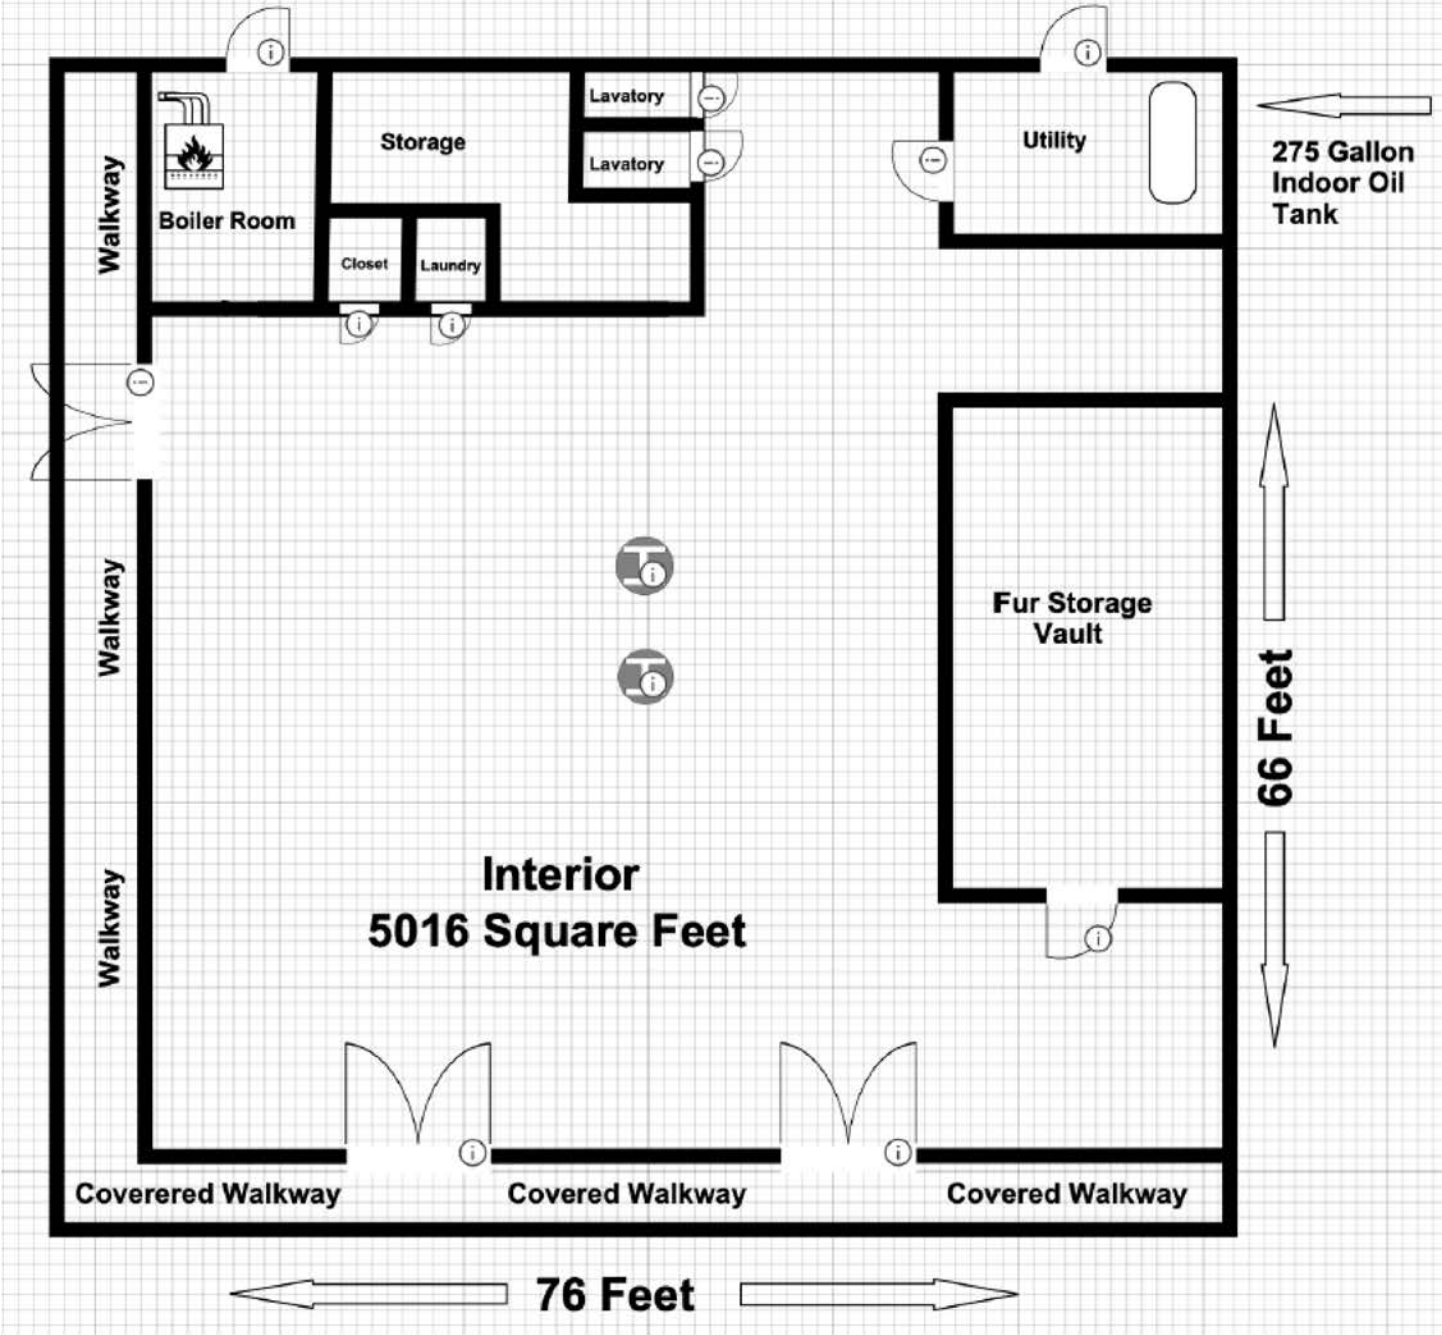 Lavatory
Storage
Utility
275 Gallon
Indoor Oil
Tank
Lavatory
Walkway
Boiler Room
Closet
Laundry
Walkway
Fur Storage
Vault
66 Feet
Interior
5016 Square Feet
Walkway
Coverered Walkway
Covered Walkway
Covered Walkway
76 Feet